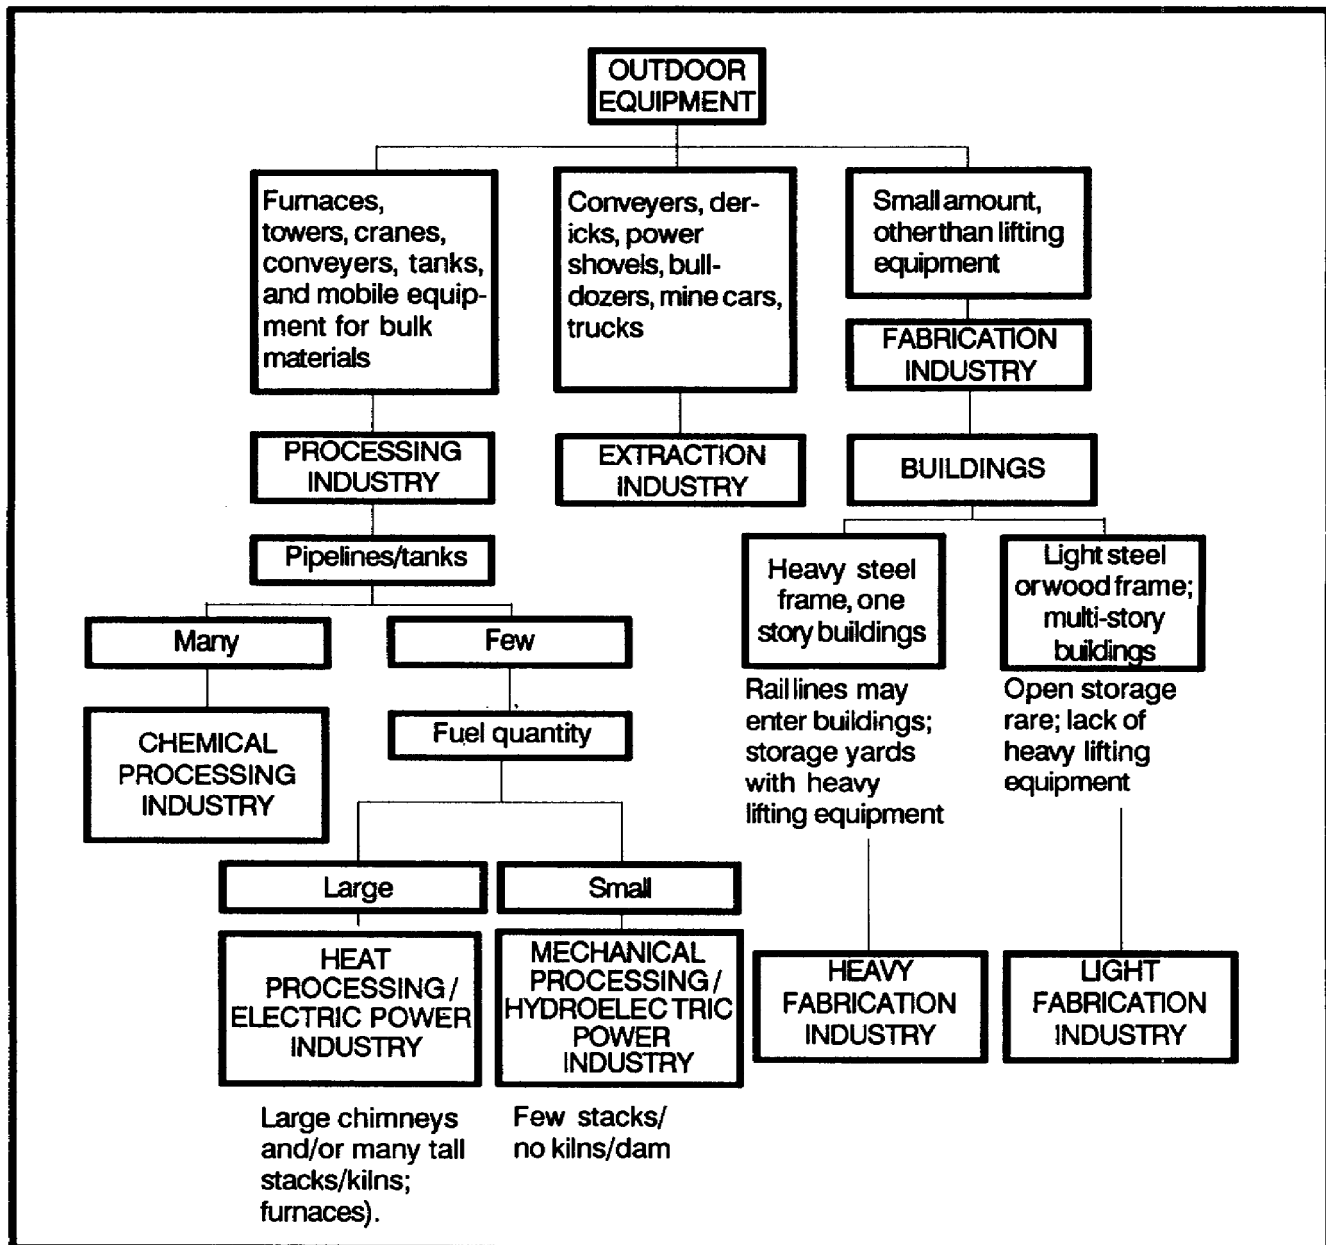 OUTDOOR
EQUIPMENT
Furnaces,
towers, cranes,
conveyers, tanks,
and mobile equip-
ment for bulk
materials
Conveyers, der-
icks, power
shovels, bull-
dozers, mine cars,
trucks
Small amount,
other than lifting
equipment
FABRICATION
INDUSTRY
PROCESSING
INDUSTRY
EXTRACTION
INDUSTRY
BUILDINGS
Pipelines/tanks
Heavy steel
frame, one
story buildings
Light steel
or wood frame;
multi-story
buildings
Many
Few
Rail lines may
enter buildings;
storage yards
with heavy
lifting equipment
Open storage
rare; lack of
heavy lifting
equipment
CHEMICAL
PROCESSING
INDUSTRY
Fuel quantity
Large
Small
HEAT
PROCESSING/
ELECTRIC POWER
INDUSTRY
MECHANICAL
PROCESSING/
HYDROELECTRIC
POWER
INDUSTRY
HEAVY
FABRICATION
INDUSTRY
LIGHT
FABRICATION
INDUSTRY
Large chimneys
and/or many tall
stacks/kilns;
furnaces).
Few stacks/
no kilns/dam